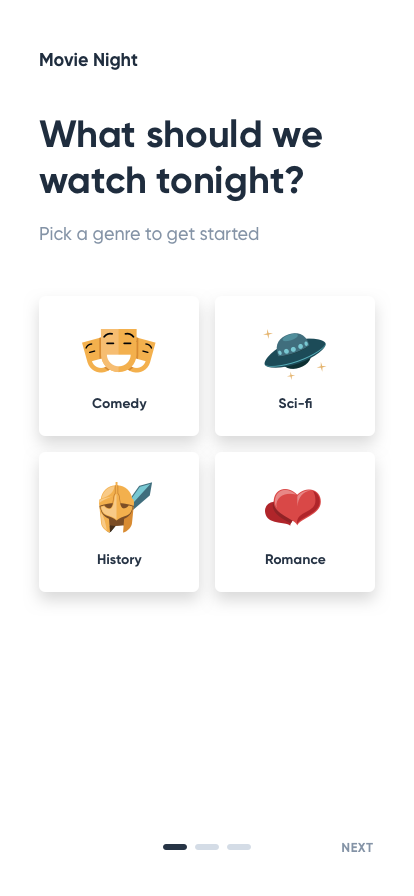 Movie Night
What should we
watch tonight?
Pick a genre to get started
Comedy
Sci-fi
History
Romance
NEXT